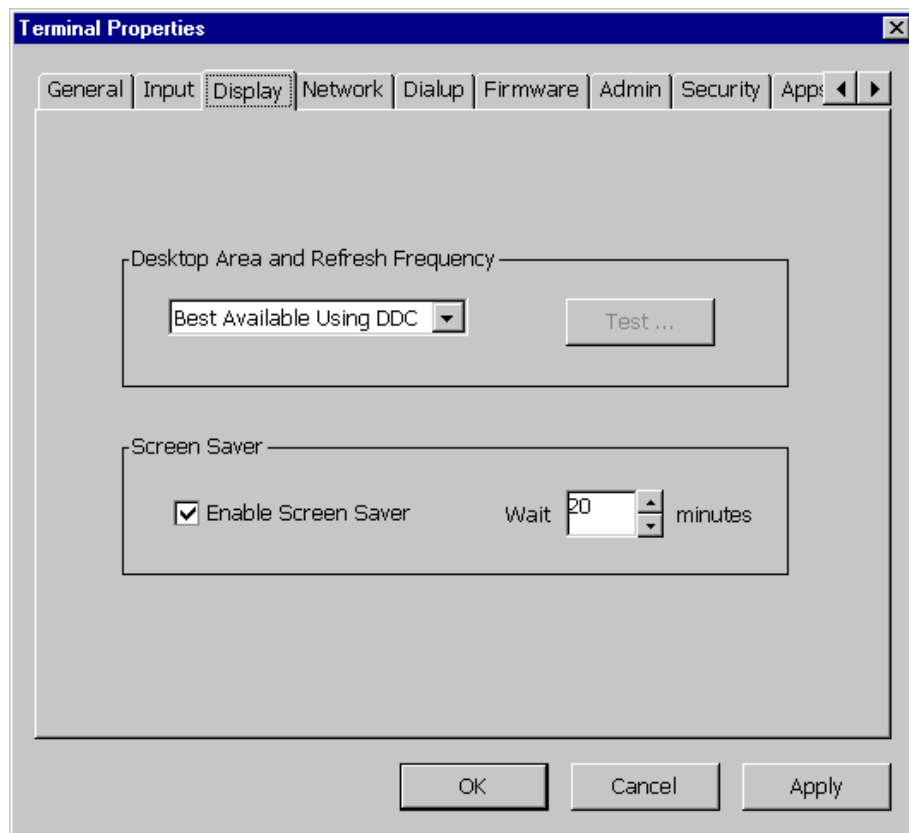 Terminal Properties
General Input Display Network Dialup Firmware Admin Security Apps
Desktop Area and Refresh Frequency
Best Available Using DDC Test ...
Screen Saver
Enable Screen Saver Wait 20 minutes
OK Cancel Apply